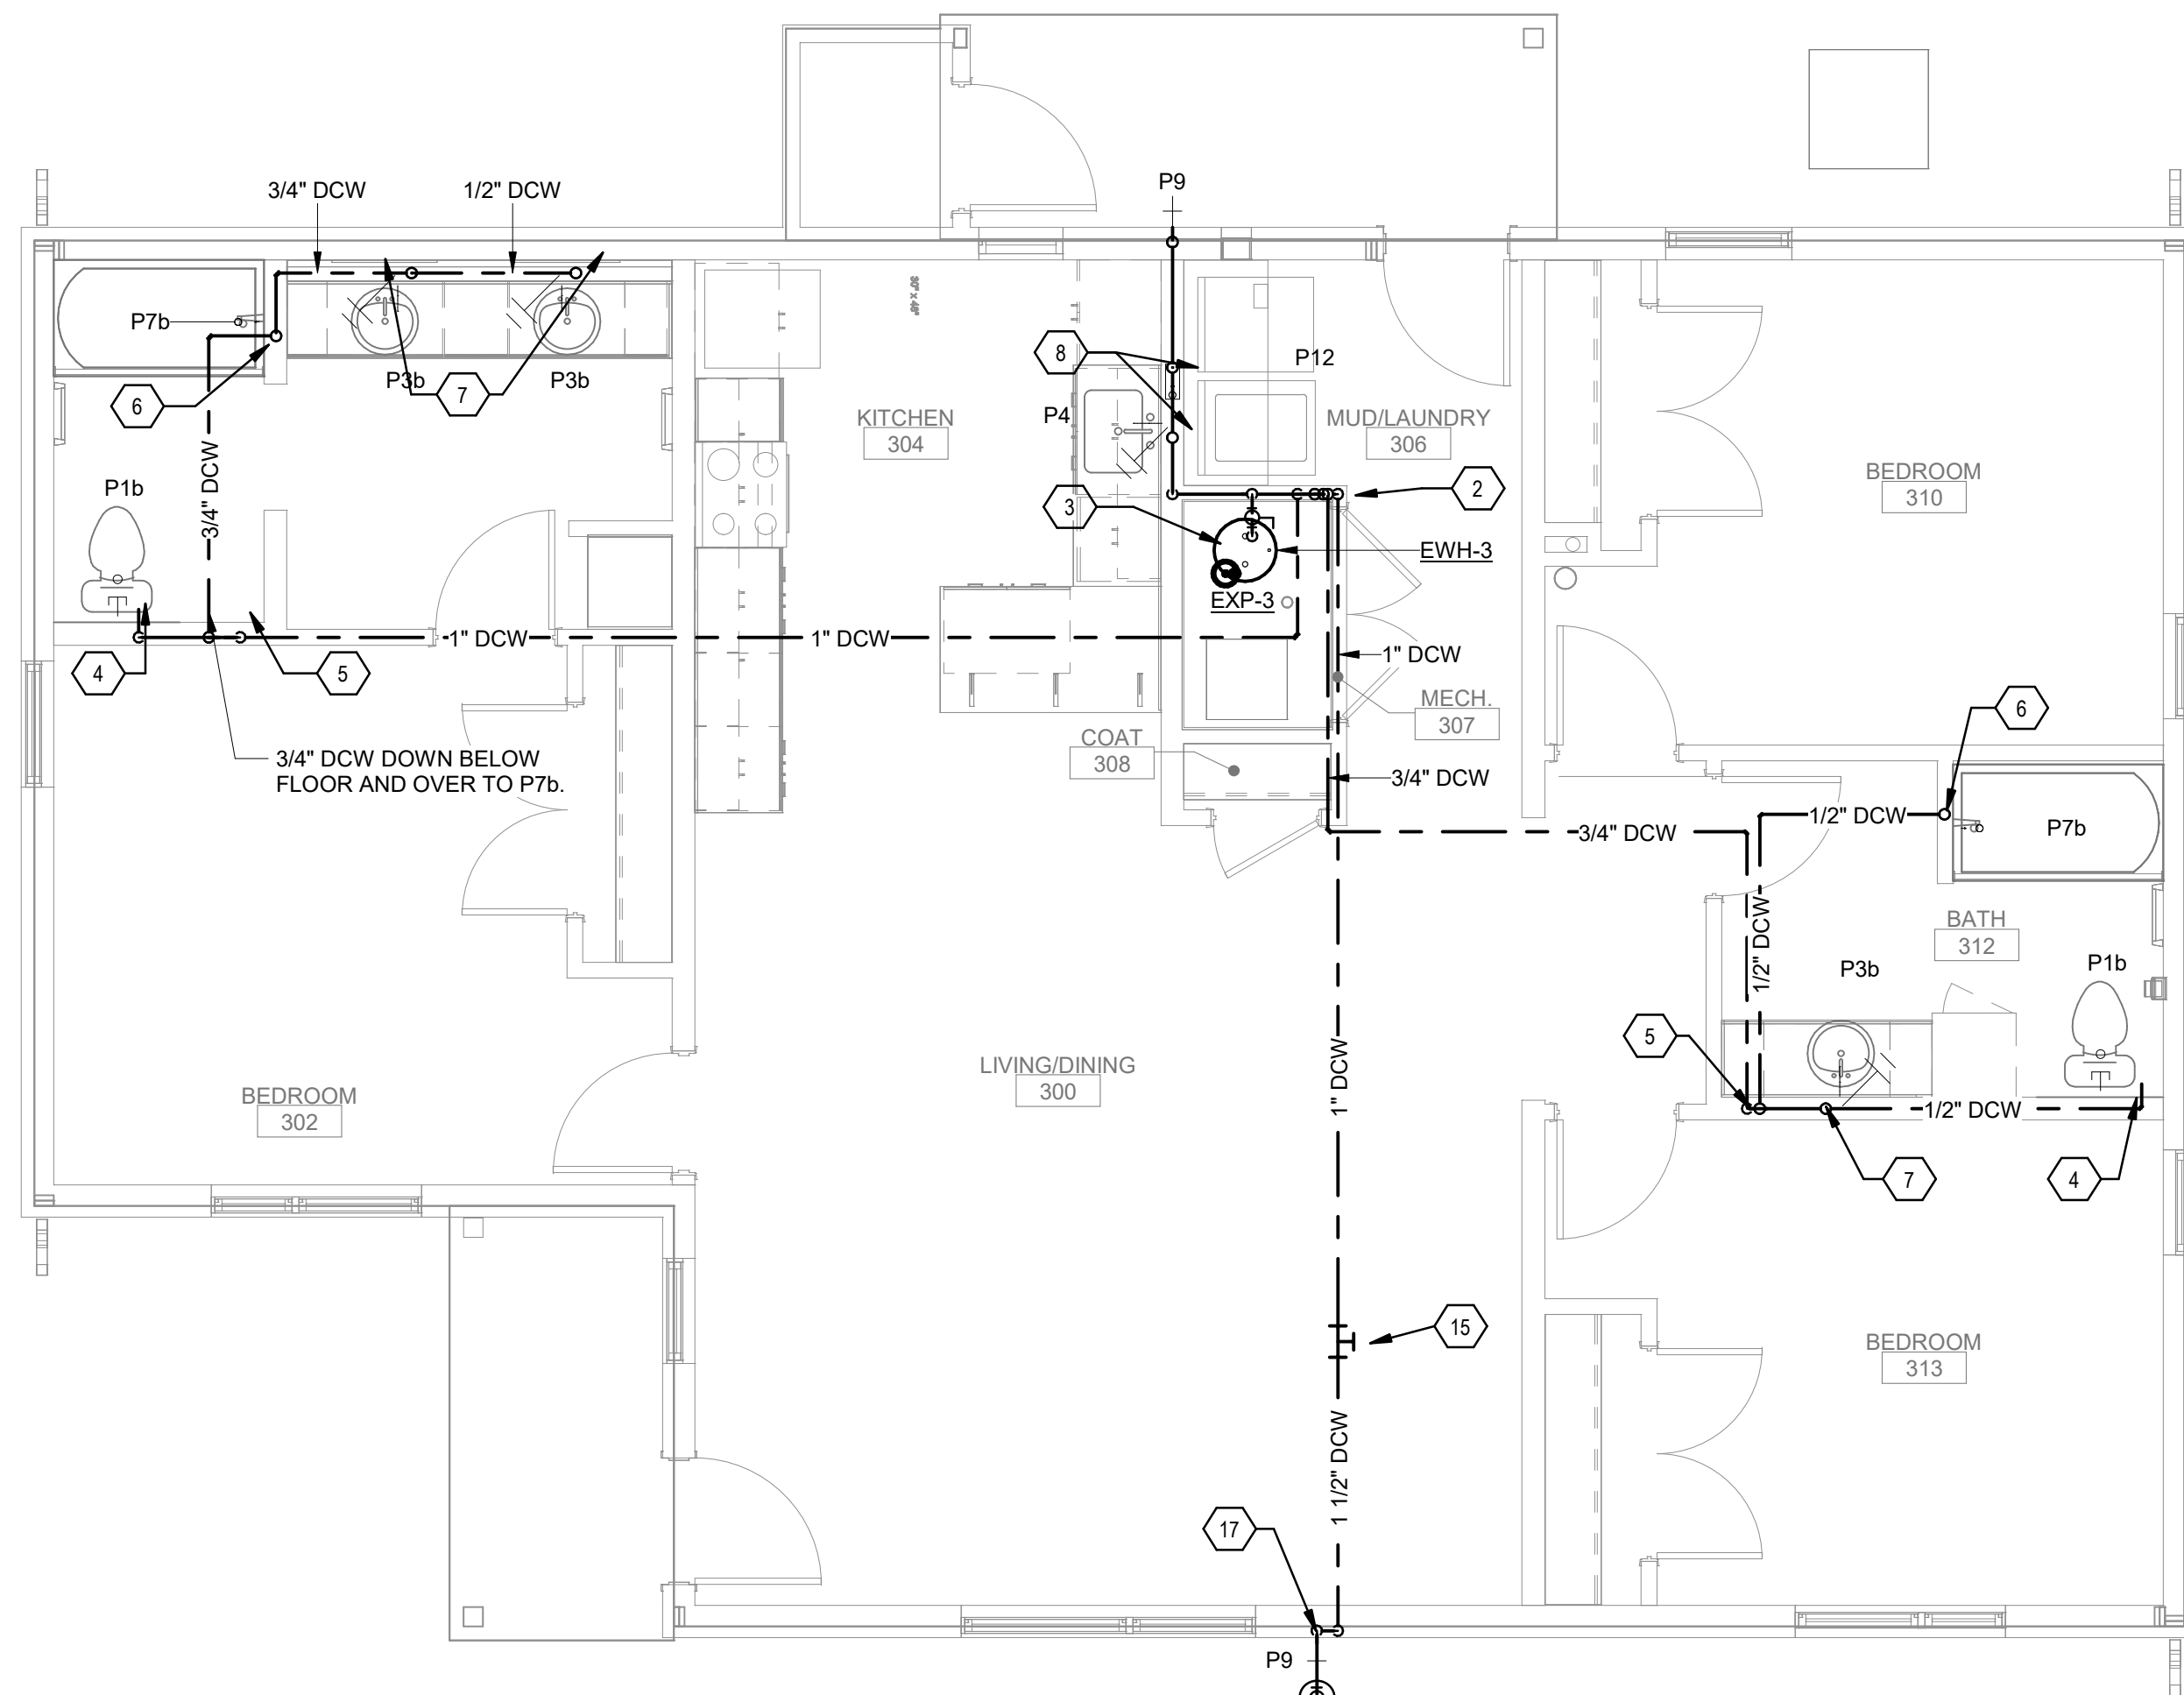 P9
3/4" DCW
1/2" DCW
P7b
P3b
P3b
6
7
8
P12
P4
KITCHEN
304
MUD/LAUNDRY
306
BEDROOM
310
30" x 48"
3/4" DCW
P1b
2
3
EWH-3
EXP-3
1" DCW
1" DCW
1" DCW
4
5
MECH.
307
6
COAT
308
3/4" DCW DOWN BELOW
FLOOR AND OVER TO P7b.
3/4" DCW
3/4" DCW
1/2" DCW
P7b
1/2" DCW
BATH
312
P3b
P1b
5
LIVING/DINING
300
1" DCW
BEDROOM
302
1/2" DCW
7
4
15
BEDROOM
313
1 1/2" DCW
17
P9